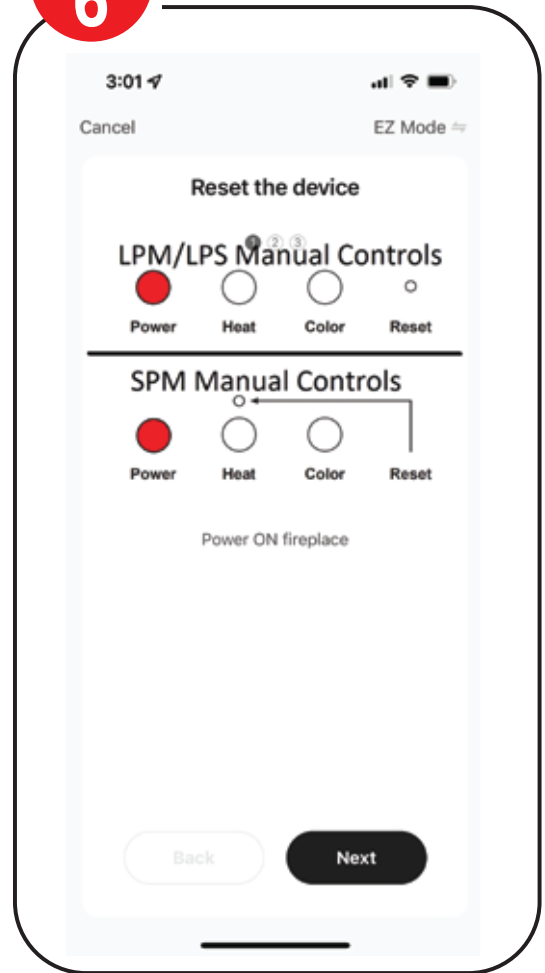 6
3:01
Cancel EZ Mode
Reset the device
1 2 3
LPM/LPS Manual Controls
Power Heat Color Reset
SPM Manual Controls
Power Heat Color Reset
Power ON fireplace
Back Next